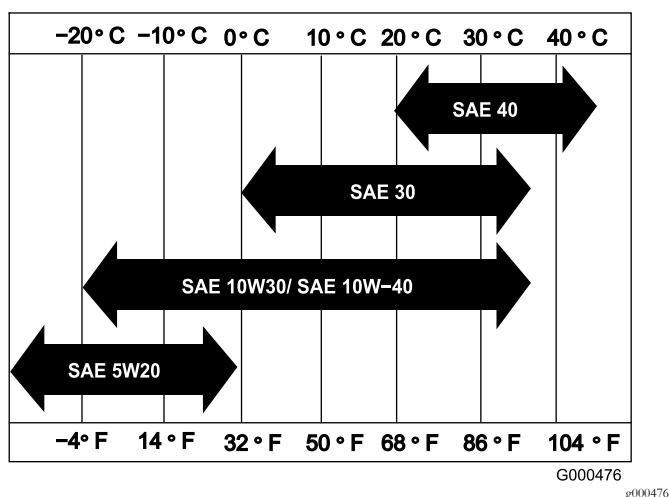 −20° C −10° C 0° C 10° C 20° C 30° C 40° C
SAE 40
SAE 30
SAE 10W30/ SAE 10W−40
SAE 5W20
−4° F 14° F 32° F 50° F 68° F 86° F 104 ° F
G000476
g000476